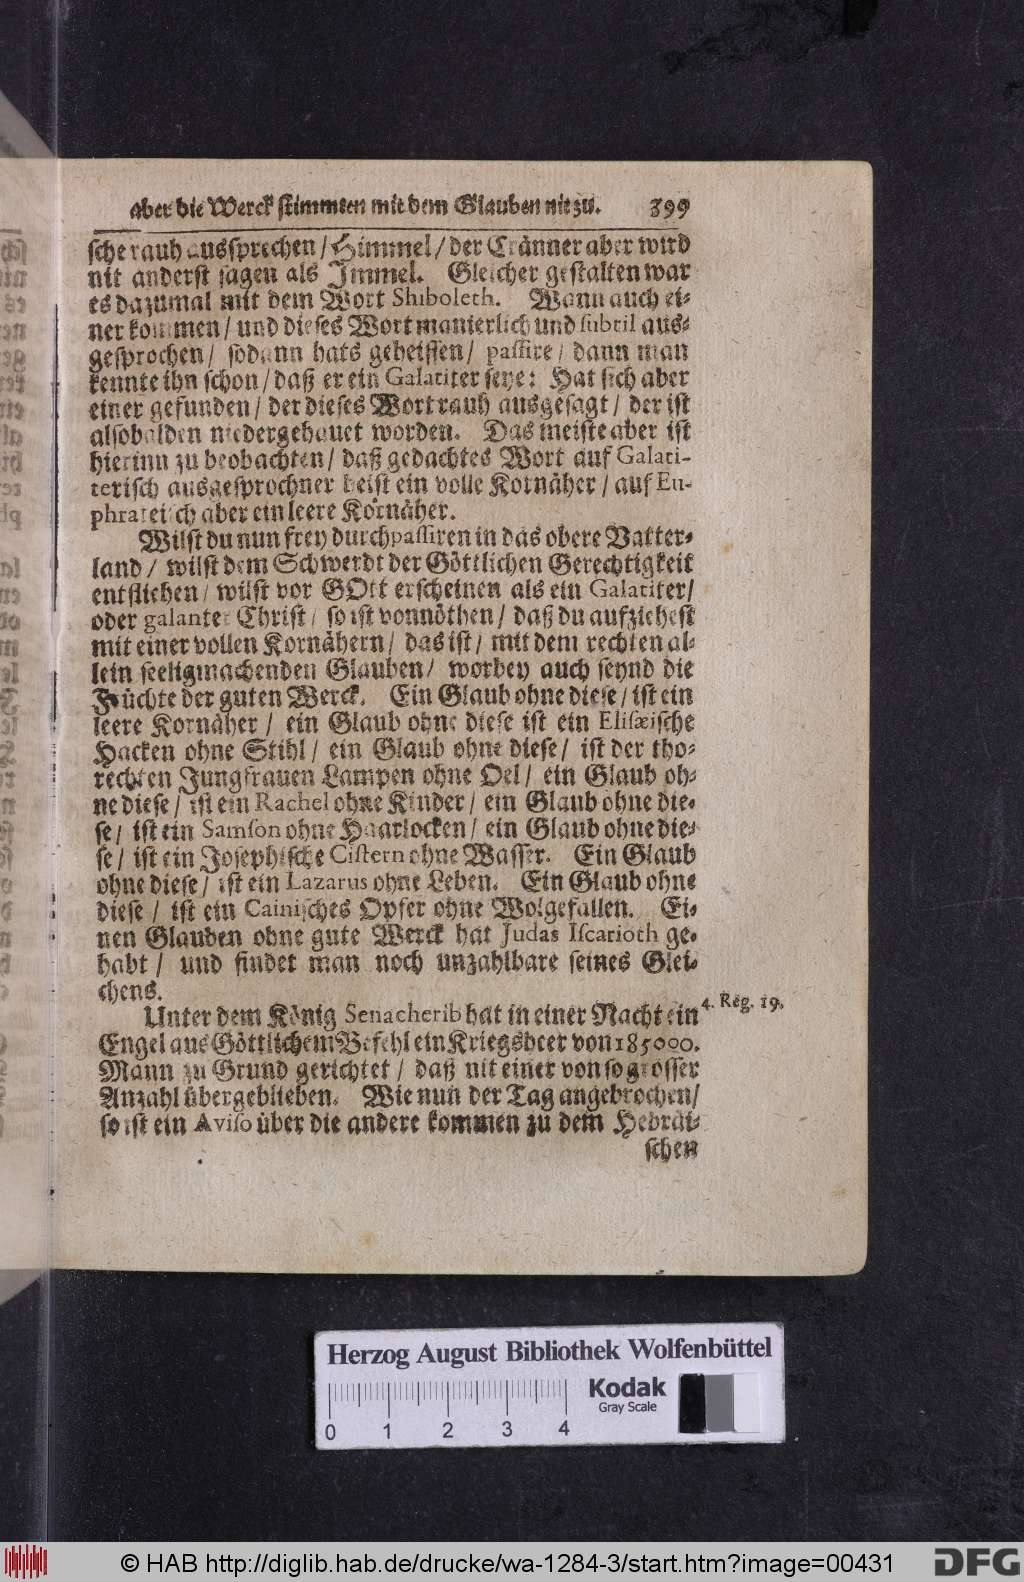 aber die Werck stimmten mit dem Glauben nit zu. 399
sche rauh aussprechen / Himmel / der Cränner aber wird
nit anderst sagen als Jmmel. Gleicher gestalten war
es dazumal mit dem Wort Shiboleth. Wann auch ei-
ner kommen / und dieses Wort manierlich und subtil aus-
gesprochen / sodann hats geheissen / passire / dann man
kennte ihn schon / daß er ein Galatiter seye: Hat sich aber
einer gefunden / der dieses Wort rauh ausgesagt / der ist
alsobalden niedergehauet worden. Das meiste aber ist
hierinn zu beobachten / daß gedachtes Wort auf Galati-
terisch ausgesprochner heist ein volle Kornäher / auf Eu-
phrateisch aber ein leere Kornäher.
Wilst du nun frey durchpassiren in das obere Vatter-
land / wilst dem Schwerdt der Göttlichen Gerechtigkeit
entfliehen / wilst vor GOtt erscheinen als ein Galatiter /
oder galanter Christ / so ist vonnöthen / daß du aufziehest
mit einer vollen Kornähern / das ist / mit dem rechten al-
lein seeligmachenden Glauben / worbey auch seynd die
Früchte der guten Werck. Ein Glaub ohne diese / ist ein
leere Kornäher / ein Glaub ohne diese ist ein Elisæische
Hacken ohne Stihl / ein Glaub ohne diese / ist der tho-
rechten Jungfrauen Lampen ohne Oel / ein Glaub oh-
ne diese / ist ein Rachel ohne Kinder / ein Glaub ohne die-
se / ist ein Samson ohne Haarlocken / ein Glaub ohne die-
se / ist ein Josephische Cistern ohne Wasser. Ein Glaub
ohne diese / ist ein Lazarus ohne Leben. Ein Glaub ohne
diese / ist ein Cainisches Opfer ohne Wolgefallen. Ei-
nen Glauben ohne gute Werck hat Judas Iscarioth ge-
habt / und findet man noch unzahlbare seines Glei-
chens.
Unter dem König Senacherib hat in einer Nacht ein
4. Reg. 19.
Engel aus Göttlichem Befehl ein Kriegsheer von 185000.
Mann zu Grund gerichtet / daß nit einer von so grosser
Anzahl übergeblieben. Wie nun der Tag angebrochen /
so ist ein Aviso über die andere kommen zu dem Hebräi-
schen
Herzog August Bibliothek Wolfenbüttel
Kodak
Gray Scale
0 1 2 3 4
© HAB http://diglib.hab.de/drucke/wa-1284-3/start.htm?image=00431
DFG